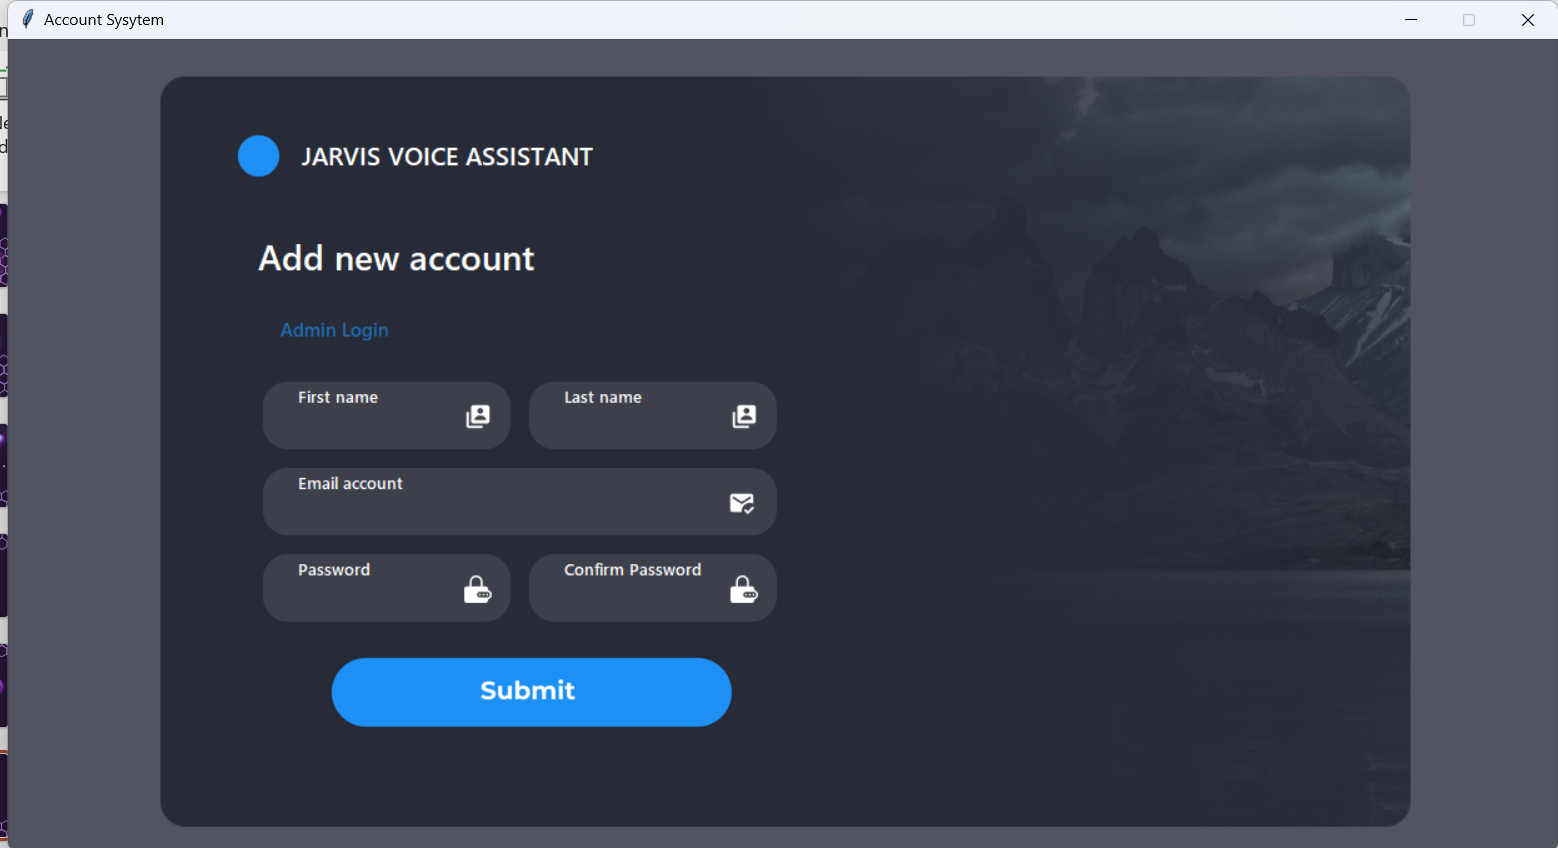 Account Sysytem
JARVIS VOICE ASSISTANT
Add new account
Admin Login
First name
Last name
Email account
Password
Confirm Password
Submit